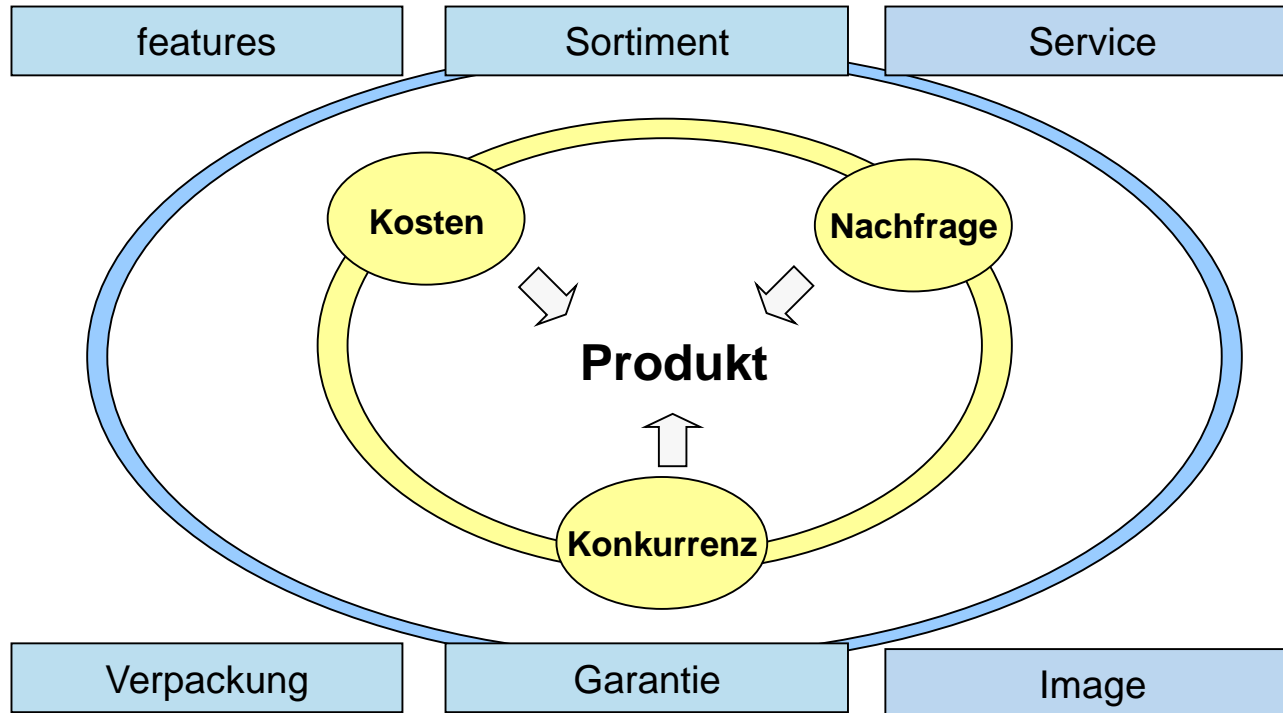 features
Sortiment
Service
Kosten
Nachfrage
Produkt
Konkurrenz
Verpackung
Garantie
Image